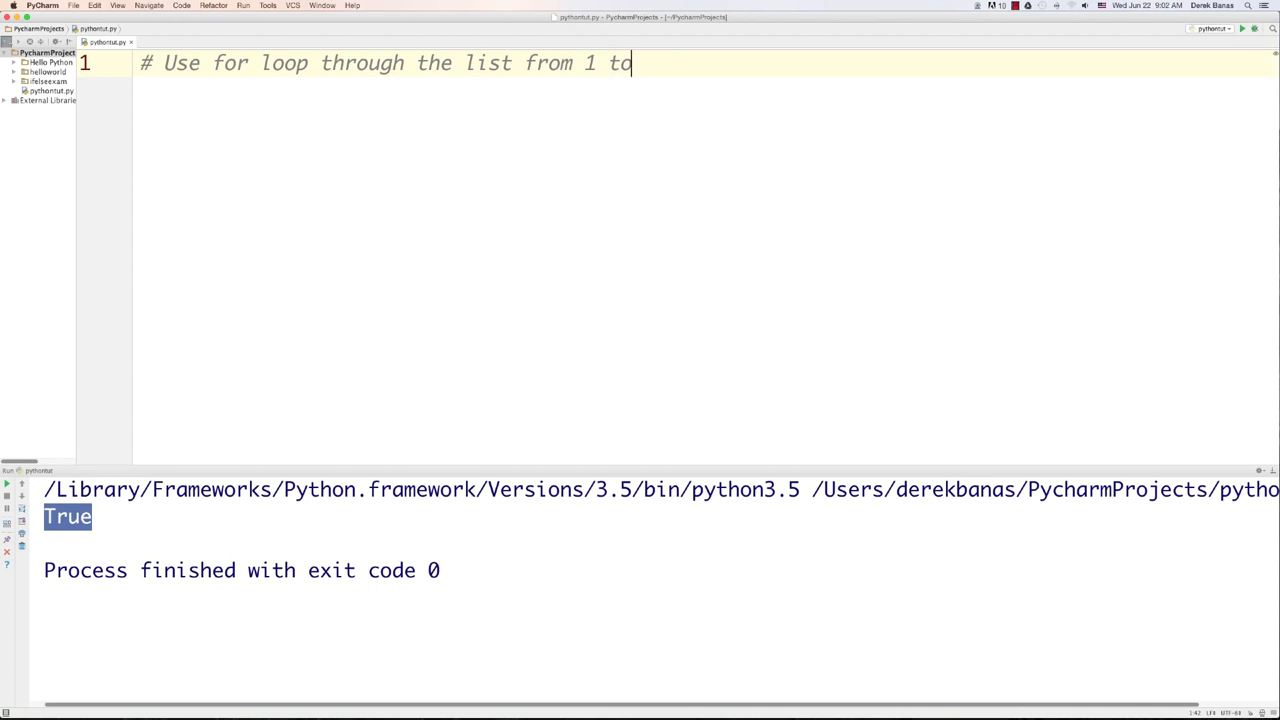 PyCharm File Edit View Navigate Code Refactor Run Tools VCS Window Help 10 Wed Jun 22 9:02 AM Derek Banas
pythontut.py - PycharmProjects - [~/PycharmProjects]
PycharmProjects pythontut.py pythontut
pythontut.py
PycharmProject
Hello Python
helloworld
ifelseexam
pythontut.py
External Librarie
1 # Use for loop through the list from 1 to
Run pythontut
/Library/Frameworks/Python.framework/Versions/3.5/bin/python3.5 /Users/derekbanas/PycharmProjects/pytho
True
Process finished with exit code 0
1:42 LF UTF-8